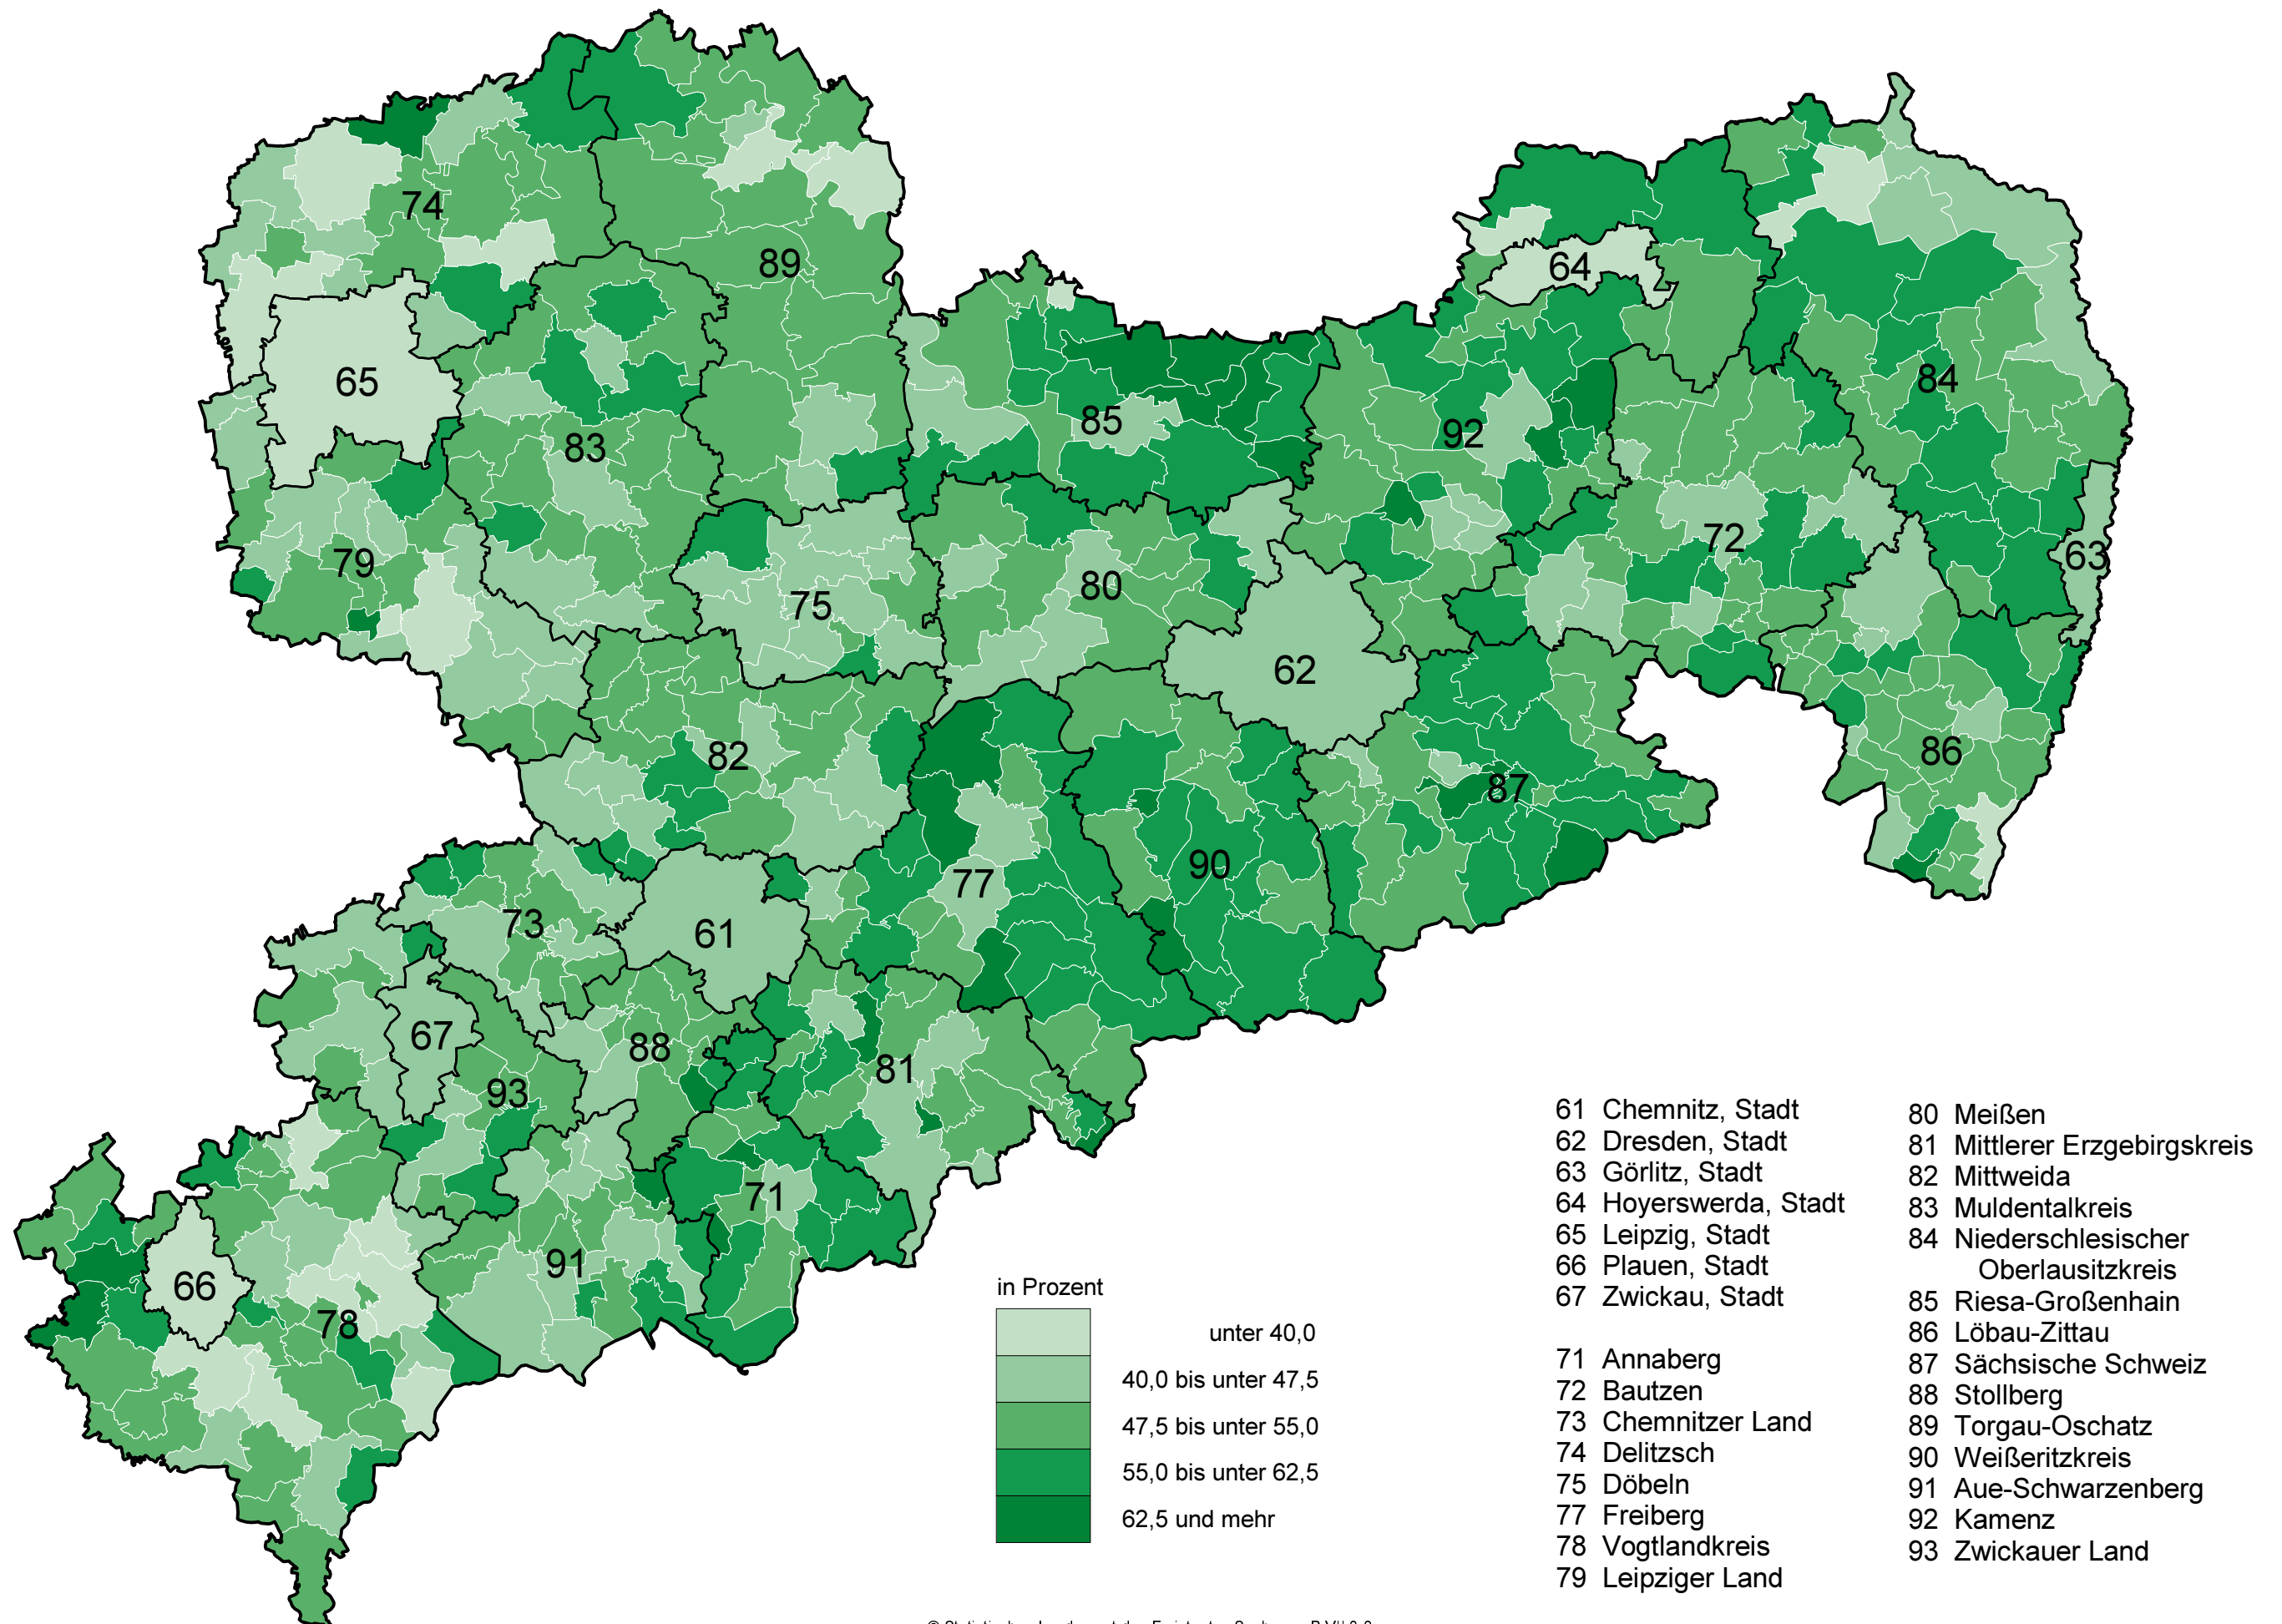 74
89
64
65
84
85
83
92
72
79
63
80
75
62
82
86
87
90
77
73
61
67
88
81
93
71
91
66
78
in Prozent
unter 40,0
40,0 bis unter 47,5
47,5 bis unter 55,0
55,0 bis unter 62,5
62,5 und mehr
61 Chemnitz, Stadt
62 Dresden, Stadt
63 Görlitz, Stadt
64 Hoyerswerda, Stadt
65 Leipzig, Stadt
66 Plauen, Stadt
67 Zwickau, Stadt
71 Annaberg
72 Bautzen
73 Chemnitzer Land
74 Delitzsch
75 Döbeln
77 Freiberg
78 Vogtlandkreis
79 Leipziger Land
80 Meißen
81 Mittlerer Erzgebirgskreis
82 Mittweida
83 Muldentalkreis
84 Niederschlesischer
Oberlausitzkreis
85 Riesa-Großenhain
86 Löbau-Zittau
87 Sächsische Schweiz
88 Stollberg
89 Torgau-Oschatz
90 Weißeritzkreis
91 Aue-Schwarzenberg
92 Kamenz
93 Zwickauer Land